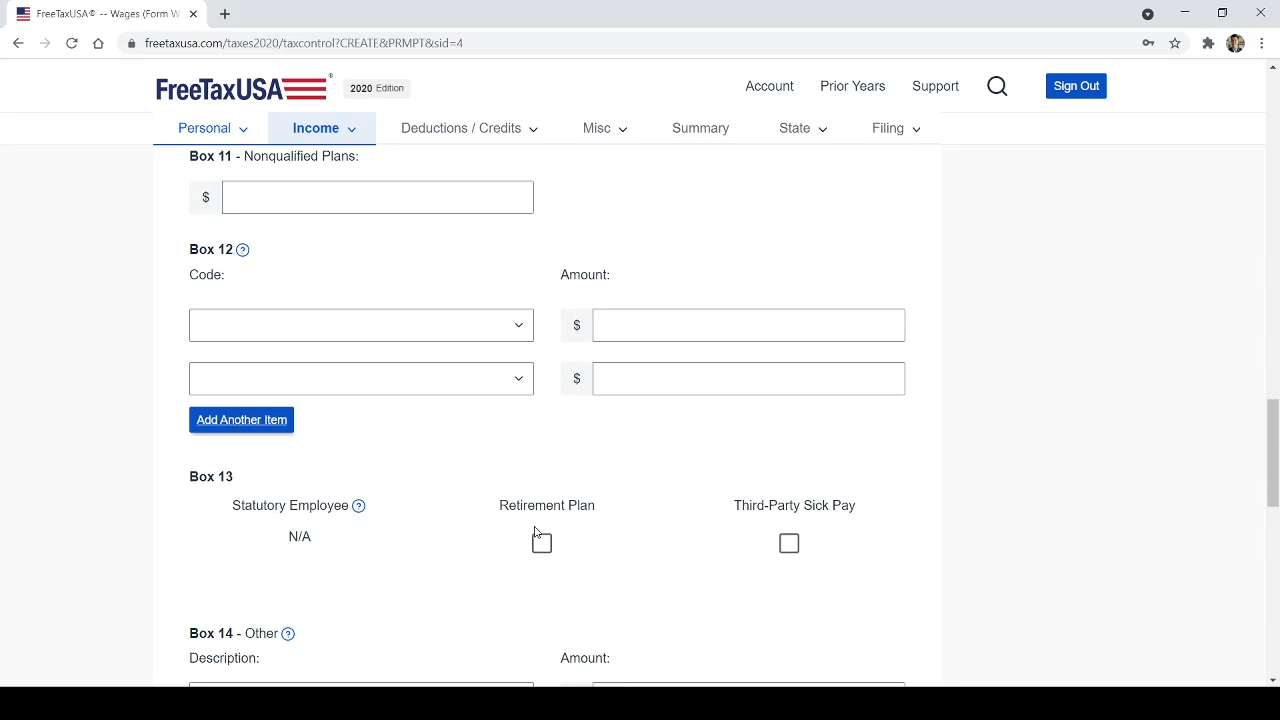 FreeTaxUSA® -- Wages (Form W
freetaxusa.com/taxes2020/taxcontrol?CREATE&PRMPT&sid=4
FreeTaxUSA® 2020 Edition Account Prior Years Support Sign Out
Personal Income Deductions / Credits Misc Summary State Filing
Box 11 - Nonqualified Plans:
$
Box 12 ?
Code: Amount:
$
$
Add Another Item
Box 13
Statutory Employee ? Retirement Plan Third-Party Sick Pay
N/A
Box 14 - Other ?
Description: Amount: